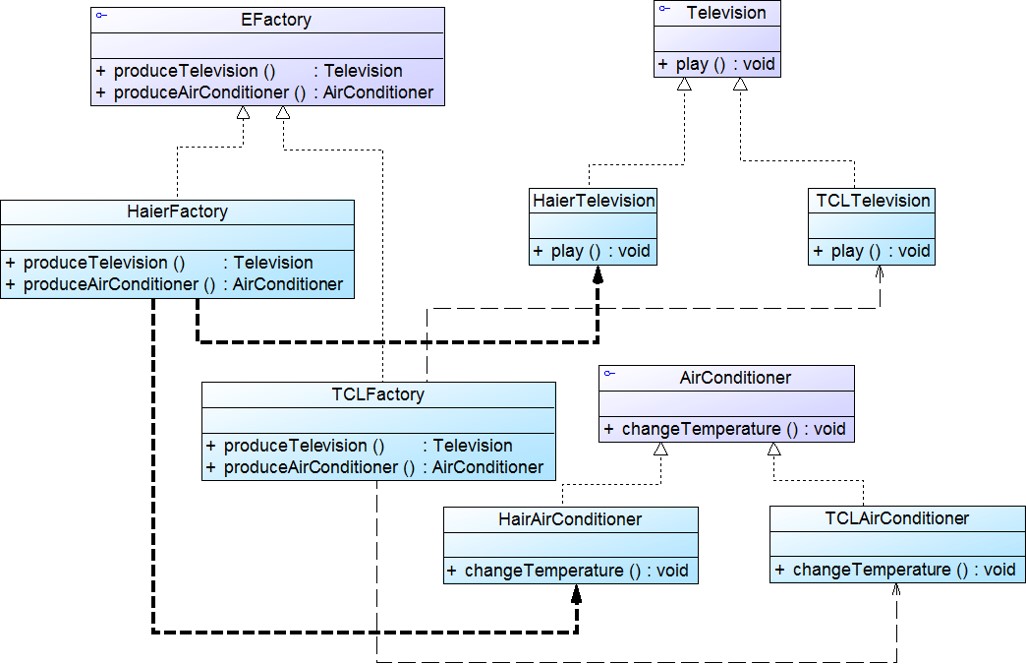 EFactory
+ produceTelevision () : Television
+ produceAirConditioner () : AirConditioner
Television
+ play () : void
HaierFactory
+ produceTelevision () : Television
+ produceAirConditioner () : AirConditioner
HaierTelevision
+ play () : void
TCLTelevision
+ play () : void
TCLFactory
+ produceTelevision () : Television
+ produceAirConditioner () : AirConditioner
AirConditioner
+ changeTemperature () : void
HairAirConditioner
+ changeTemperature () : void
TCLAirConditioner
+ changeTemperature () : void